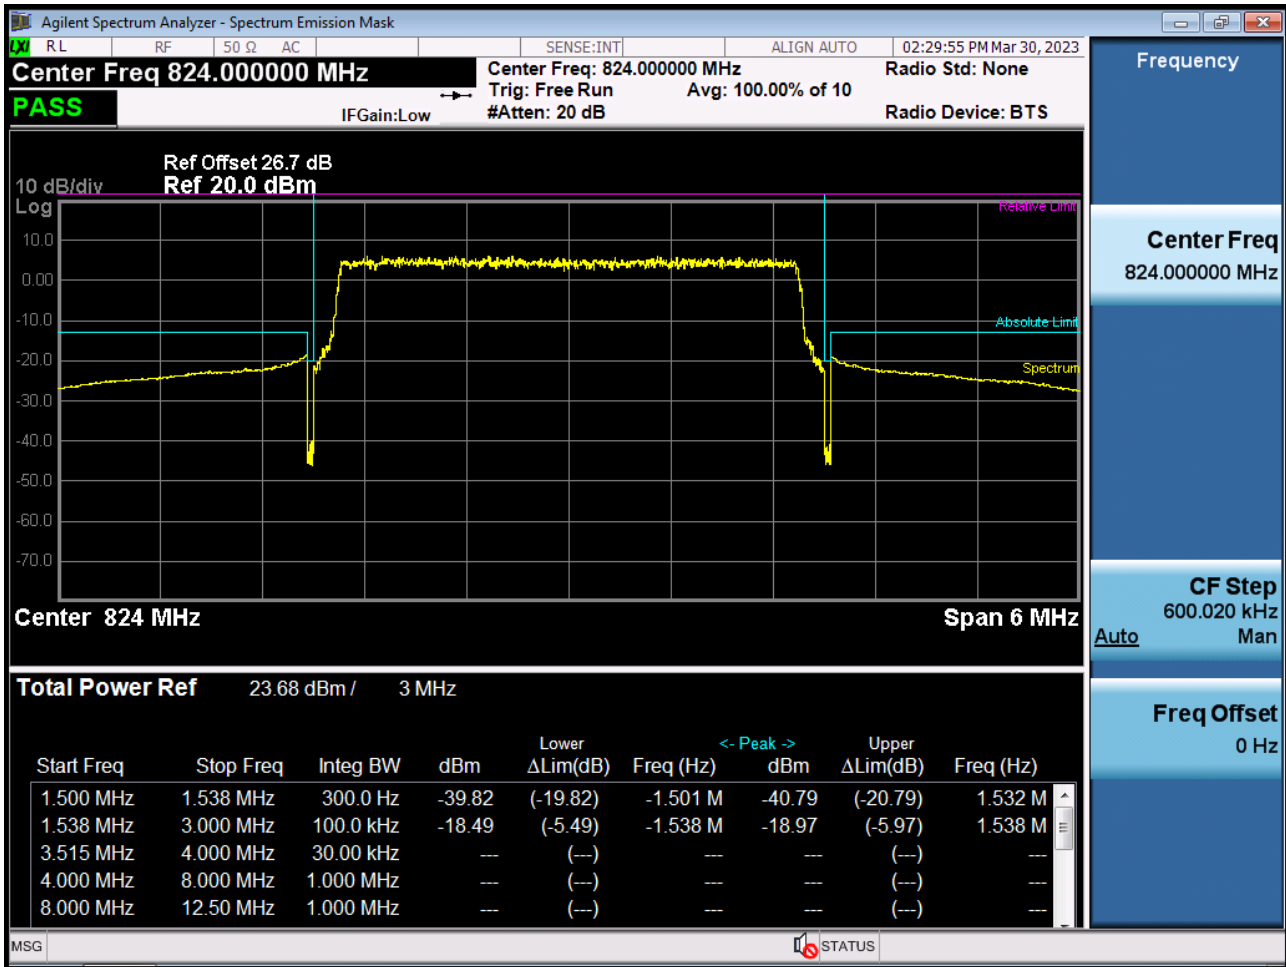 Agilent Spectrum Analyzer - Spectrum Emission Mask
LXI RL RF 50 Ω AC SENSE:INT ALIGN AUTO 02:29:55 PM Mar 30, 2023
Center Freq 824.000000 MHz
Center Freq: 824.000000 MHz
Radio Std: None
Trig: Free Run Avg: 100.00% of 10
PASS
IFGain:Low
#Atten: 20 dB
Radio Device: BTS
Ref Offset 26.7 dB
10 dB/div Ref 20.0 dBm
Log
Relative Limit
10.0
0.00
-10.0
Absolute Limit
-20.0
Spectrum
-30.0
-40.0
-50.0
-60.0
-70.0
Center 824 MHz Span 6 MHz
Total Power Ref 23.68 dBm / 3 MHz
Lower <- Peak -> Upper
Start Freq Stop Freq Integ BW dBm ΔLim(dB) Freq (Hz) dBm ΔLim(dB) Freq (Hz)
1.500 MHz 1.538 MHz 300.0 Hz -39.82 (-19.82) -1.501 M -40.79 (-20.79) 1.532 M
1.538 MHz 3.000 MHz 100.0 kHz -18.49 (-5.49) -1.538 M -18.97 (-5.97) 1.538 M
3.515 MHz 4.000 MHz 30.00 kHz --- (---) --- --- (---) ---
4.000 MHz 8.000 MHz 1.000 MHz --- (---) --- --- (---) ---
8.000 MHz 12.50 MHz 1.000 MHz --- (---) --- --- (---) ---
MSG STATUS
Frequency
Center Freq
824.000000 MHz
CF Step
600.020 kHz
Auto Man
Freq Offset
0 Hz